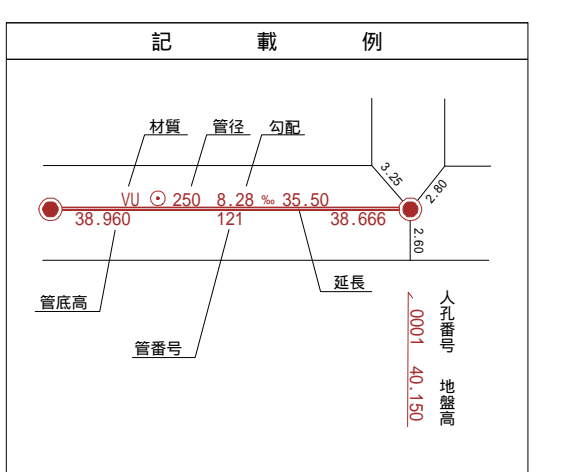 記載例
材質 管径 勾配
3.25
2.80
VU ⊙ 250 8.28 ‰ 35.50
38.960 121 38.666
2.60
延長
管底高
管番号
人孔番号 地盤高
0001 40.150